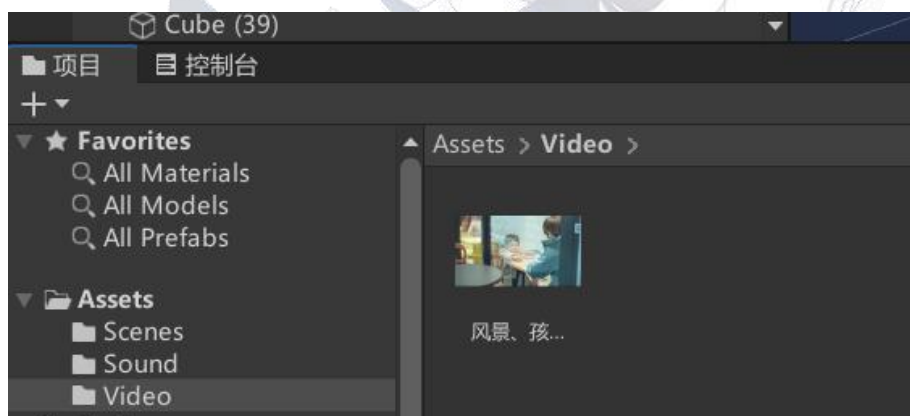 Cube (39)
项目 控制台
Favorites
All Materials
All Models
All Prefabs
Assets
Scenes
Sound
Video
Assets > Video >
风景、孩...